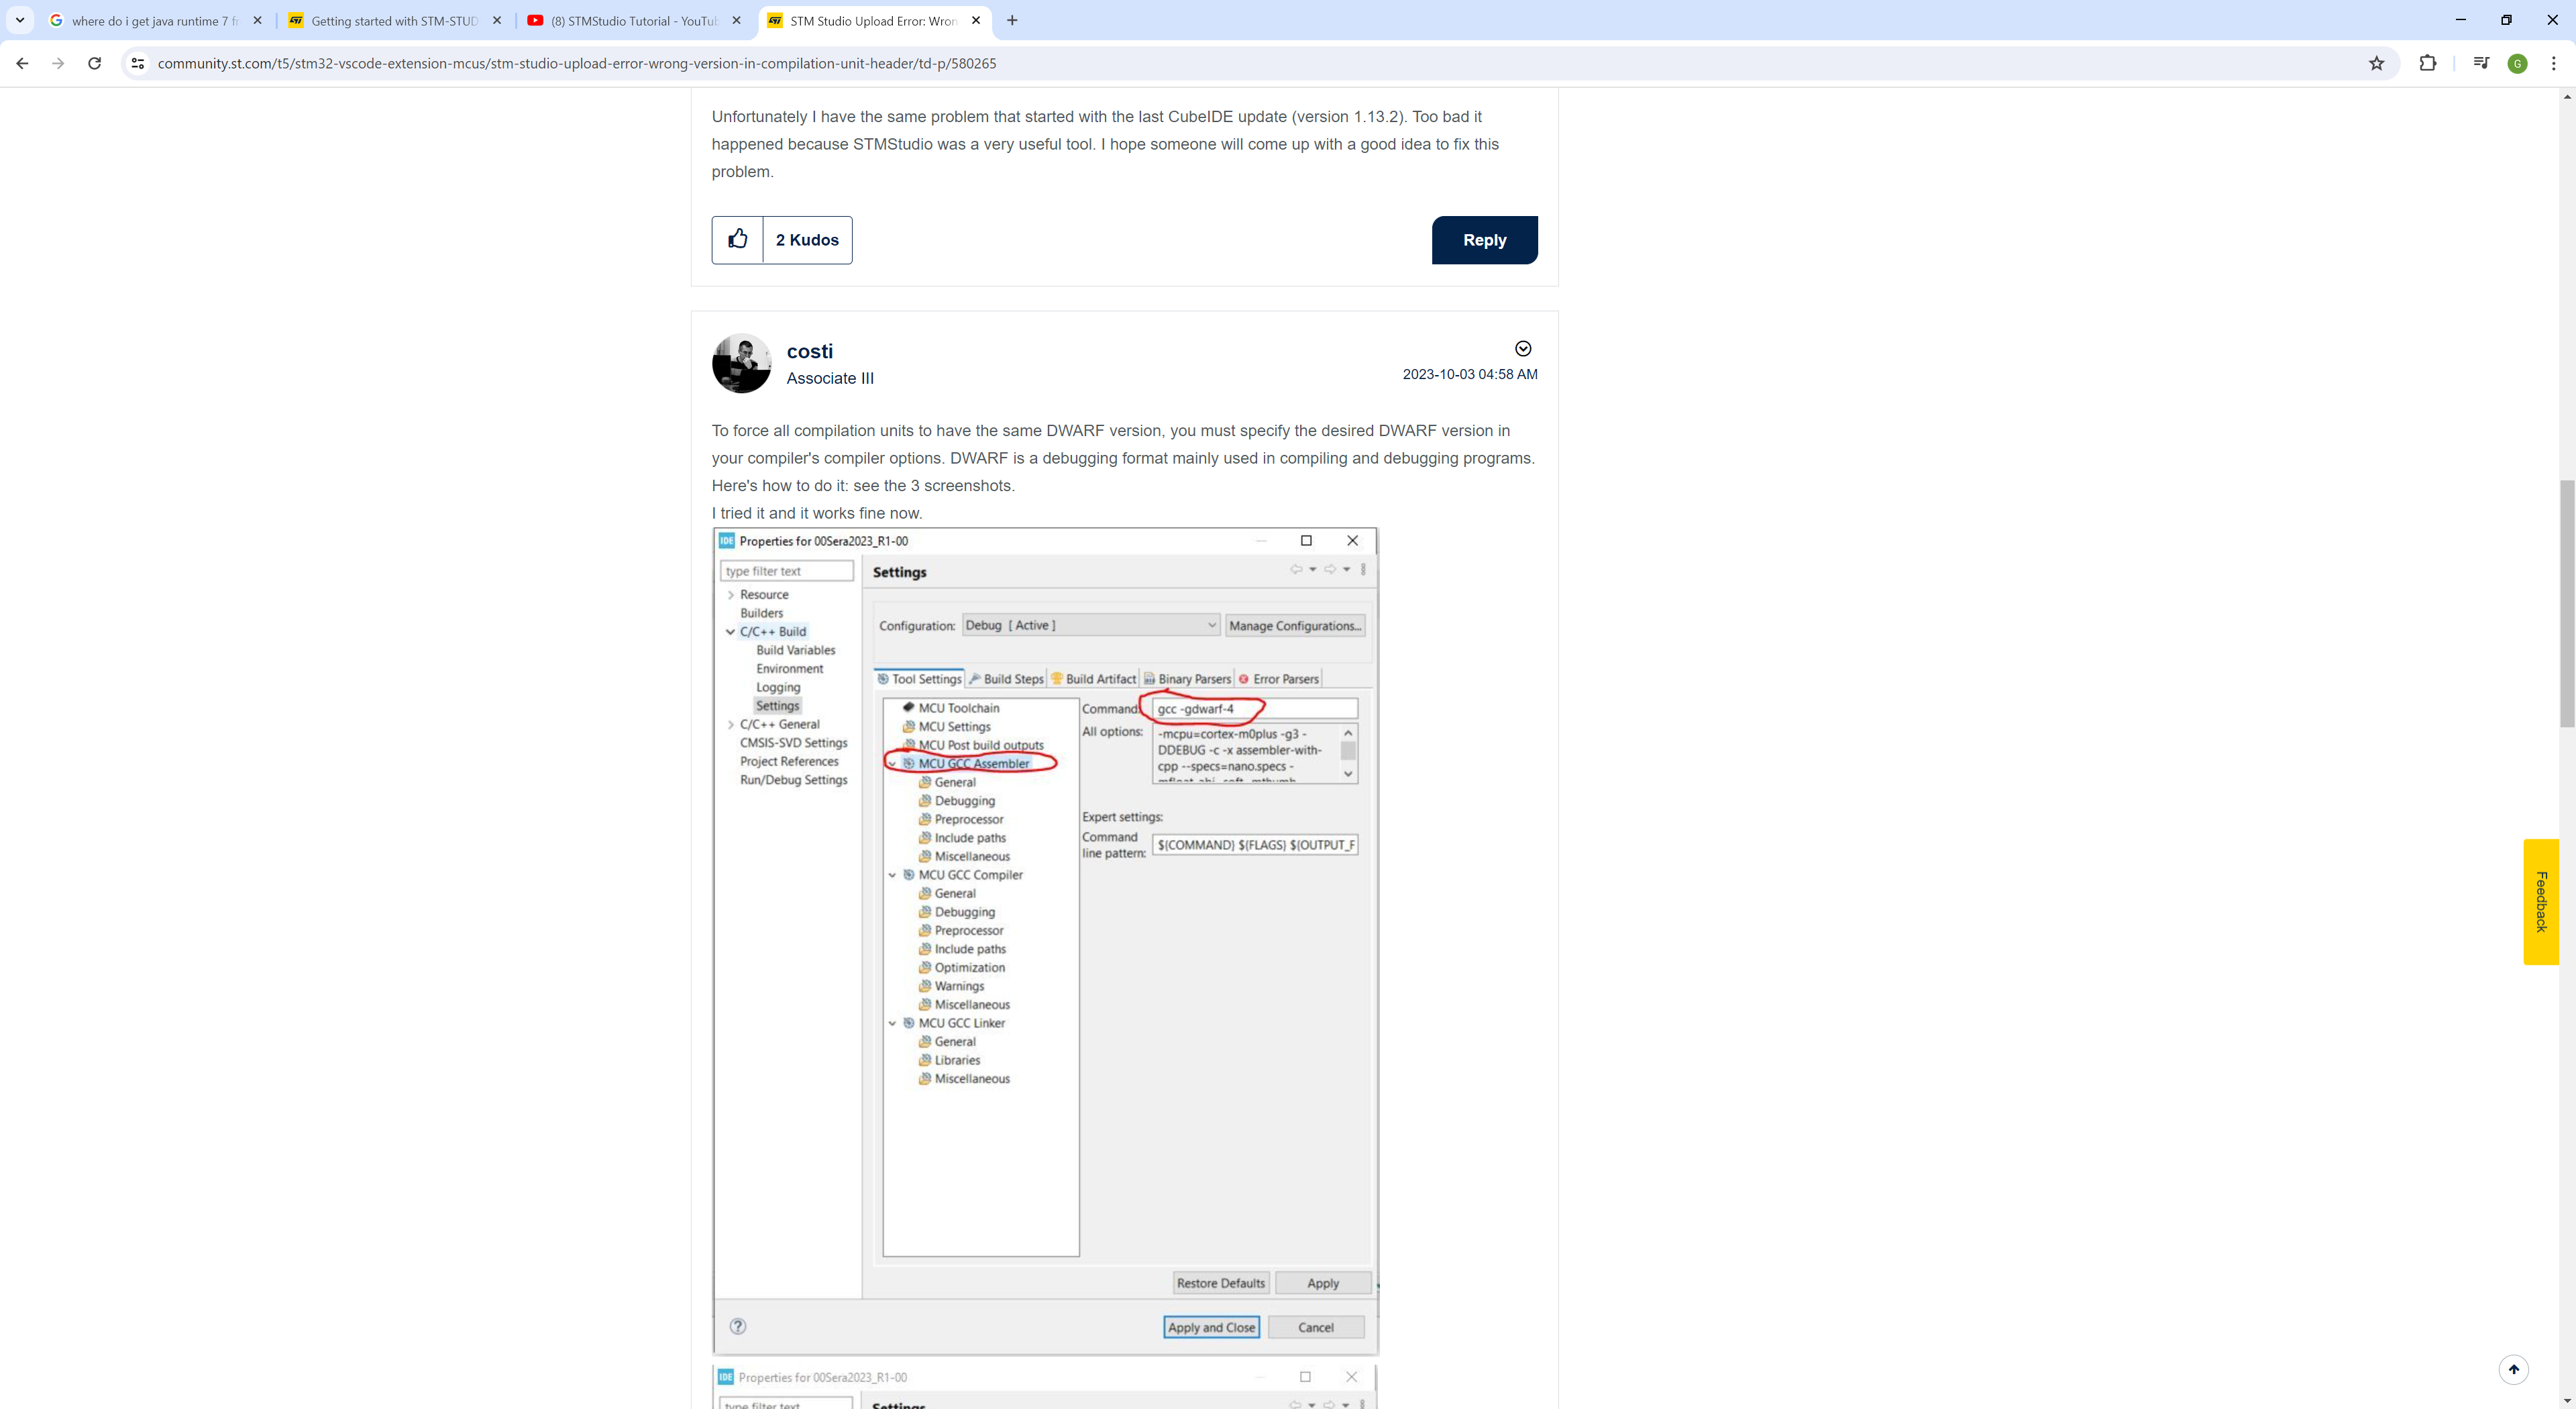 where do i get java runtime 7 fr
Getting started with STM-STUD
(8) STMStudio Tutorial - YouTub
STM Studio Upload Error: Wron
community.st.com/t5/stm32-vscode-extension-mcus/stm-studio-upload-error-wrong-version-in-compilation-unit-header/td-p/580265
G
Unfortunately I have the same problem that started with the last CubeIDE update (version 1.13.2). Too bad it
happened because STMStudio was a very useful tool. I hope someone will come up with a good idea to fix this
problem.
2 Kudos
Reply
costi
Associate III
2023-10-03 04:58 AM
To force all compilation units to have the same DWARF version, you must specify the desired DWARF version in
your compiler's compiler options. DWARF is a debugging format mainly used in compiling and debugging programs.
Here's how to do it: see the 3 screenshots.
I tried it and it works fine now.
IDE Properties for 00Sera2023_R1-00
type filter text
Resource
Builders
C/C++ Build
Build Variables
Environment
Logging
Settings
C/C++ General
CMSIS-SVD Settings
Project References
Run/Debug Settings
Settings
Configuration: Debug [ Active ] Manage Configurations...
Tool Settings Build Steps Build Artifact Binary Parsers Error Parsers
MCU Toolchain
MCU Settings
MCU Post build outputs
MCU GCC Assembler
General
Debugging
Preprocessor
Include paths
Miscellaneous
MCU GCC Compiler
General
Debugging
Preprocessor
Include paths
Optimization
Warnings
Miscellaneous
MCU GCC Linker
General
Libraries
Miscellaneous
Command: gcc -gdwarf-4
All options: -mcpu=cortex-m0plus -g3 -
DDEBUG -c -x assembler-with-
cpp --specs=nano.specs -
mfloat-abi=soft -mthumb
Expert settings:
Command
line pattern: ${COMMAND} ${FLAGS} ${OUTPUT_F
Restore Defaults Apply
? Apply and Close Cancel
IDE Properties for 00Sera2023_R1-00
type filter text
Settings
Feedback